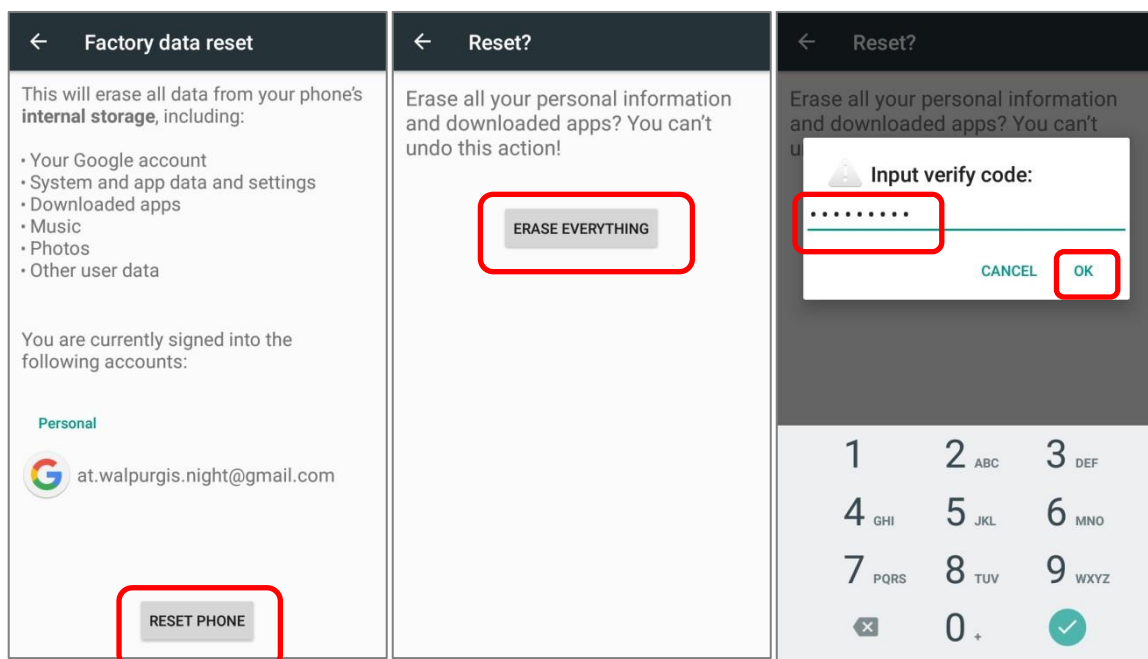 Factory data reset
This will erase all data from your phone's
internal storage, including:
• Your Google account
• System and app data and settings
• Downloaded apps
• Music
• Photos
• Other user data
You are currently signed into the
following accounts:
Personal
G at.walpurgis.night@gmail.com
RESET PHONE
Reset?
Erase all your personal information
and downloaded apps? You can't
undo this action!
ERASE EVERYTHING
Reset?
Erase all your personal information
and downloaded apps? You can't
u
Input verify code:
•••••••••
CANCEL OK
1 2 ABC 3 DEF
4 GHI 5 JKL 6 MNO
7 PQRS 8 TUV 9 WXYZ
0 +